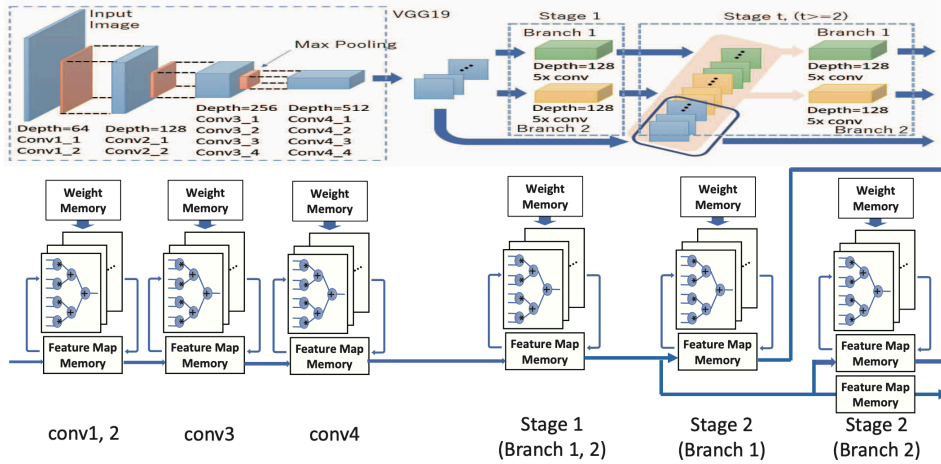 Input
Image
VGG19
Max Pooling
Depth=64
Conv1_1
Conv1_2
Depth=128
Conv2_1
Conv2_2
Depth=256
Conv3_1
Conv3_2
Conv3_3
Conv3_4
Depth=512
Conv4_1
Conv4_2
Conv4_3
Conv4_4
Stage 1
Branch 1
Depth=128
5x conv
Depth=128
5x conv
Branch 2
Stage t, (t>=2)
Branch 1
Depth=128
5x conv
Depth=128
5x conv
Branch 2
Weight
Memory
Weight
Memory
Weight
Memory
Weight
Memory
Weight
Memory
Weight
Memory
Feature Map
Memory
Feature Map
Memory
Feature Map
Memory
Feature Map
Memory
Feature Map
Memory
Feature Map
Memory
Feature Map
Memory
conv1, 2
conv3
conv4
Stage 1
(Branch 1, 2)
Stage 2
(Branch 1)
Stage 2
(Branch 2)